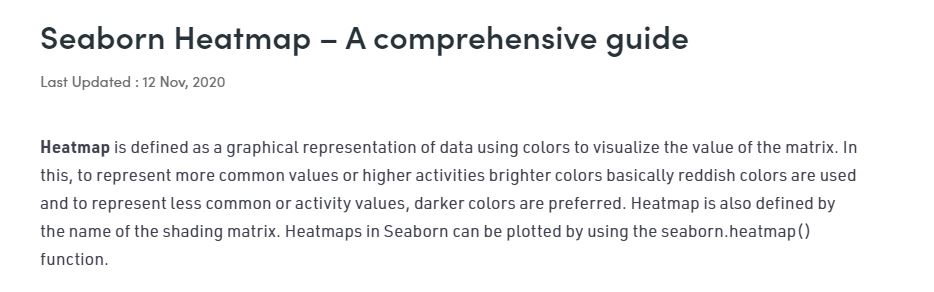 Seaborn Heatmap – A comprehensive guide
Last Updated : 12 Nov, 2020
Heatmap is defined as a graphical representation of data using colors to visualize the value of the matrix. In
this, to represent more common values or higher activities brighter colors basically reddish colors are used
and to represent less common or activity values, darker colors are preferred. Heatmap is also defined by
the name of the shading matrix. Heatmaps in Seaborn can be plotted by using the seaborn.heatmap()
function.